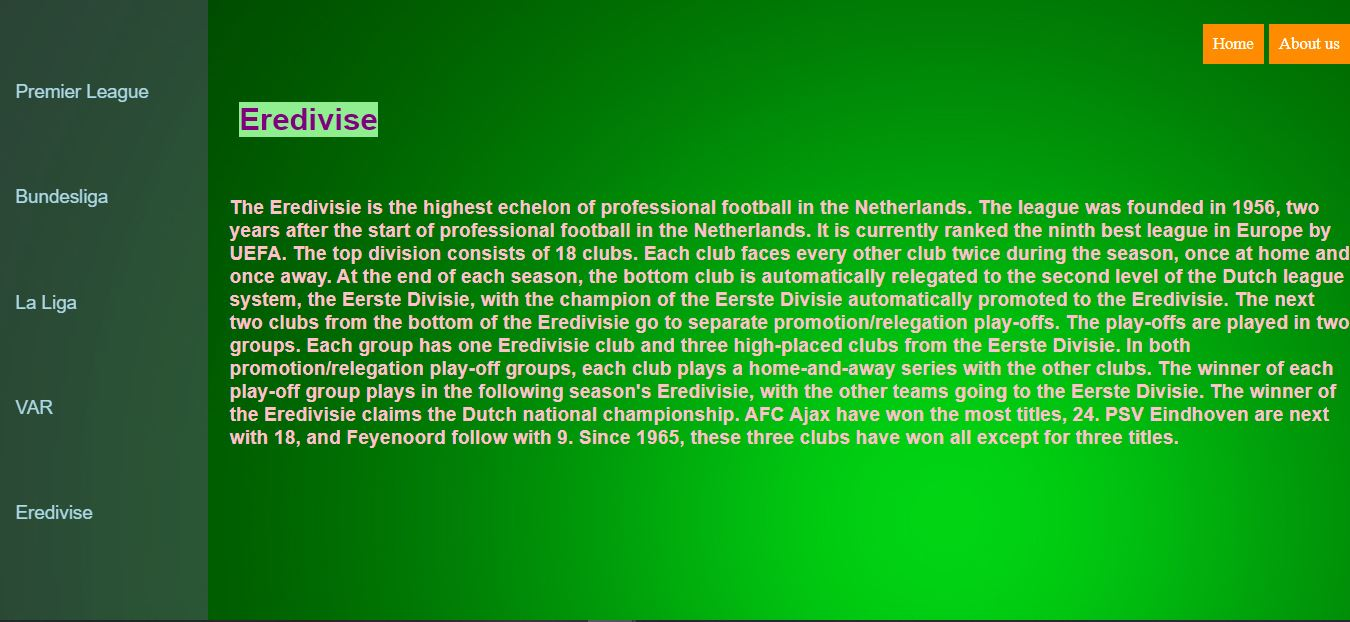 Home
About us
Premier League
Bundesliga
La Liga
VAR
Eredivise
Eredivise
The Eredivisie is the highest echelon of professional football in the Netherlands. The league was founded in 1956, two
years after the start of professional football in the Netherlands. It is currently ranked the ninth best league in Europe by
UEFA. The top division consists of 18 clubs. Each club faces every other club twice during the season, once at home and
once away. At the end of each season, the bottom club is automatically relegated to the second level of the Dutch league
system, the Eerste Divisie, with the champion of the Eerste Divisie automatically promoted to the Eredivisie. The next
two clubs from the bottom of the Eredivisie go to separate promotion/relegation play-offs. The play-offs are played in two
groups. Each group has one Eredivisie club and three high-placed clubs from the Eerste Divisie. In both
promotion/relegation play-off groups, each club plays a home-and-away series with the other clubs. The winner of each
play-off group plays in the following season's Eredivisie, with the other teams going to the Eerste Divisie. The winner of
the Eredivisie claims the Dutch national championship. AFC Ajax have won the most titles, 24. PSV Eindhoven are next
with 18, and Feyenoord follow with 9. Since 1965, these three clubs have won all except for three titles.